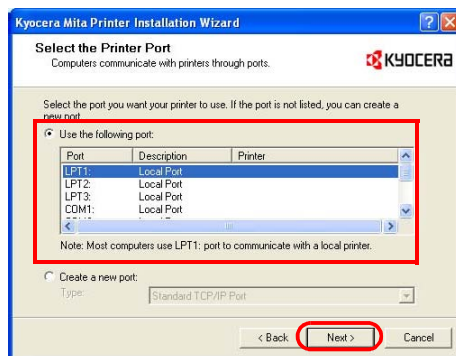 Kyocera Mita Printer Installation Wizard
Select the Printer Port
Computers communicate with printers through ports.
KYOCERA
Select the port you want your printer to use. If the port is not listed, you can create a
new port.
Use the following port:
Port Description Printer
LPT1: Local Port
LPT2: Local Port
LPT3: Local Port
COM1: Local Port
Note: Most computers use LPT1: port to communicate with a local printer.
Create a new port:
Type: Standard TCP/IP Port
< Back Next > Cancel